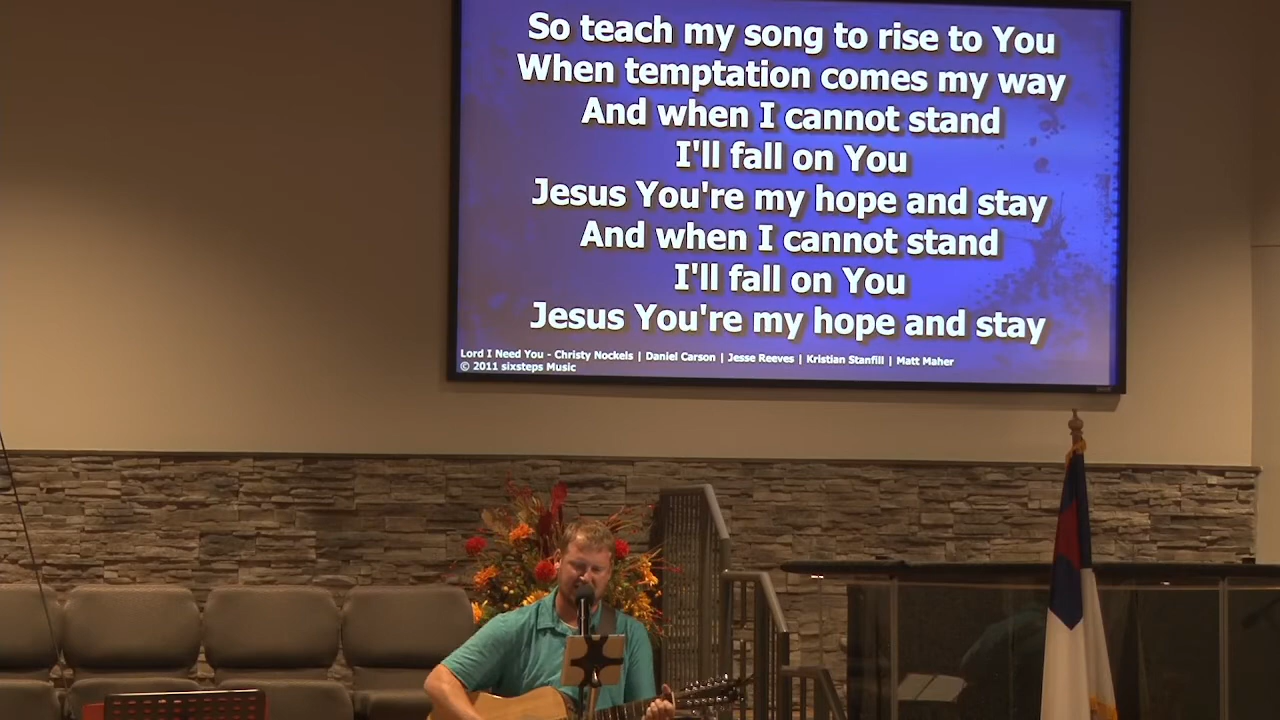 So teach my song to rise to You
When temptation comes my way
And when I cannot stand
I'll fall on You
Jesus You're my hope and stay
And when I cannot stand
I'll fall on You
Jesus You're my hope and stay
Lord I Need You - Christy Nockels | Daniel Carson | Jesse Reeves | Kristian Stanfill | Matt Maher
© 2011 sixsteps Music